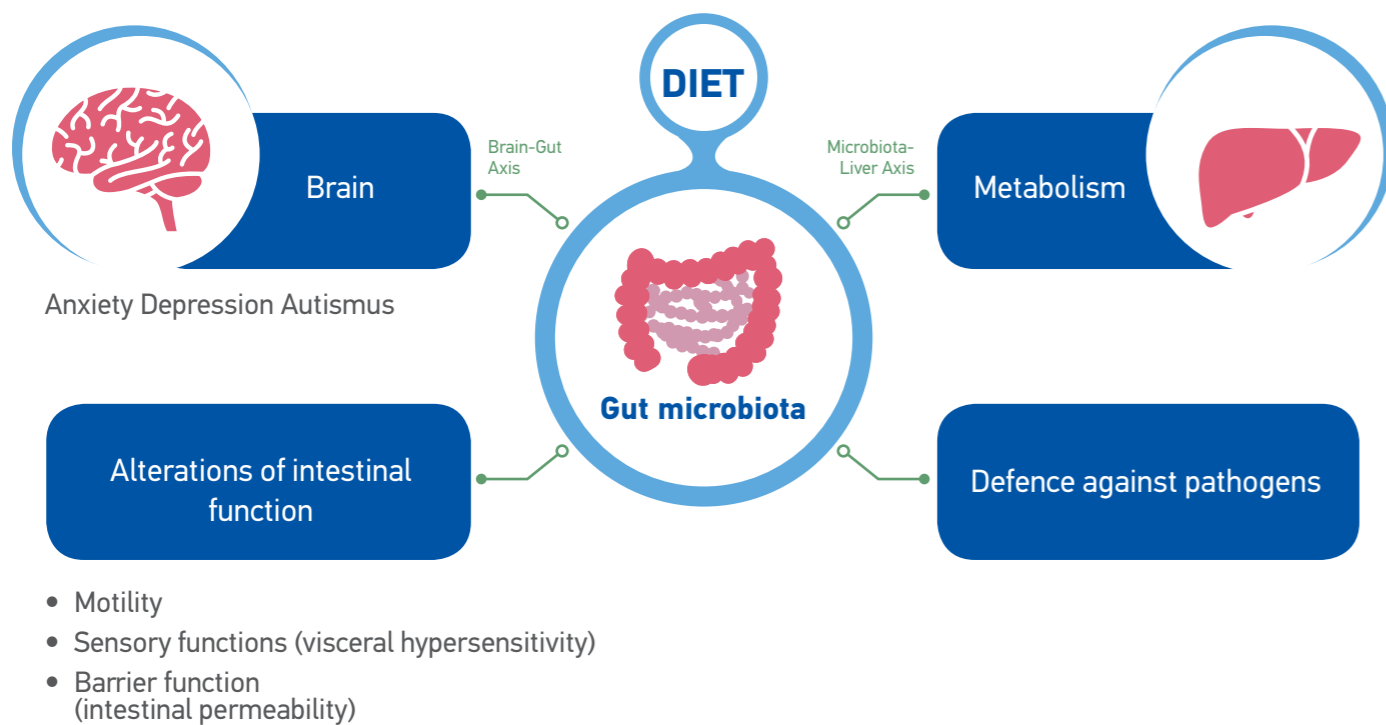 DIET
Brain-Gut
Axis
Microbiota-
Liver Axis
Brain
Metabolism
Anxiety Depression Autismus
Gut microbiota
Alterations of intestinal
function
Defence against pathogens
• Motility
• Sensory functions (visceral hypersensitivity)
• Barrier function
(intestinal permeability)